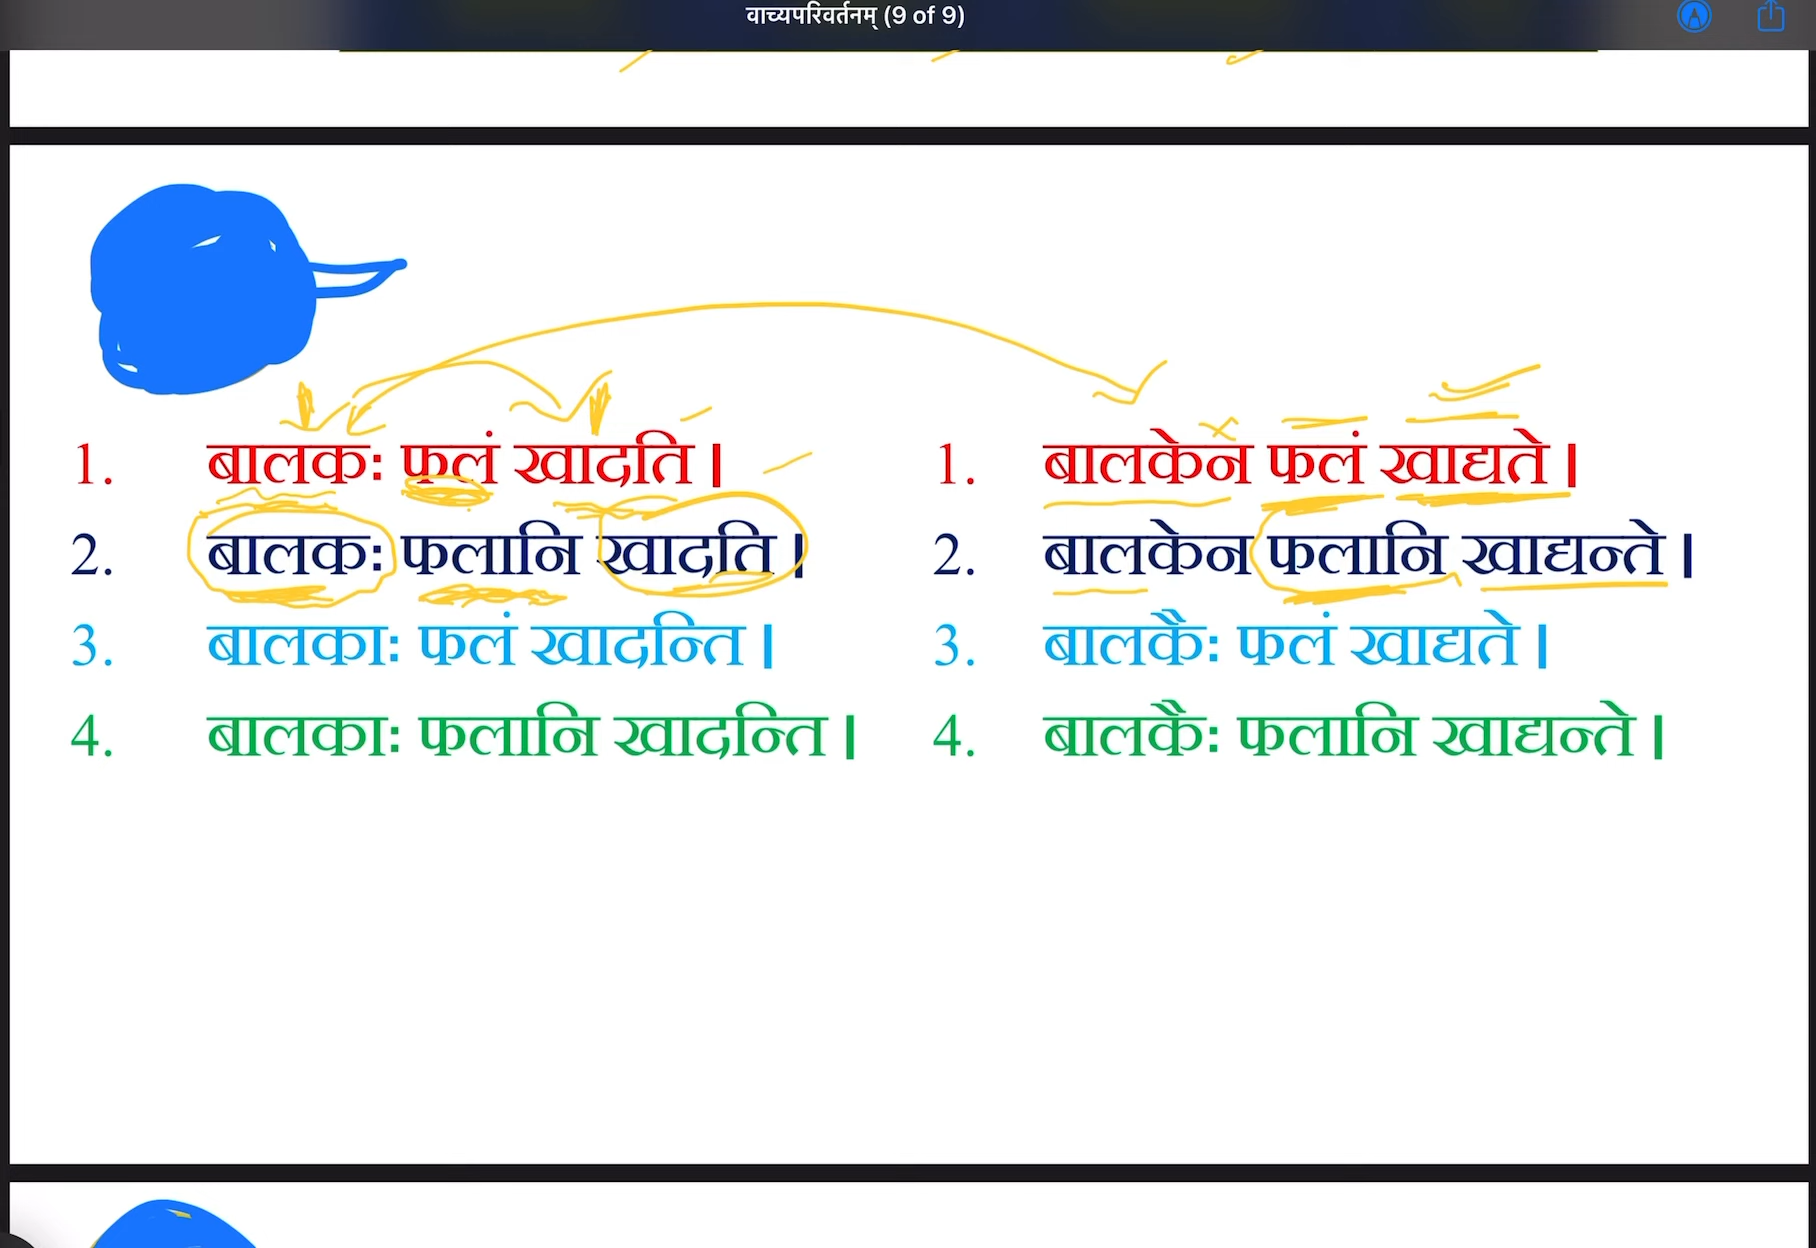 वाच्यपरिवर्तनम् (9 of 9)
1. बालकः फलं खादति।
2. बालकः फलानि खादति।
3. बालकाः फलं खादन्ति।
4. बालकाः फलानि खादन्ति।
1. बालकेन फलं खाद्यते।
2. बालकेन फलानि खाद्यन्ते।
3. बालकैः फलं खाद्यते।
4. बालकैः फलानि खाद्यन्ते।